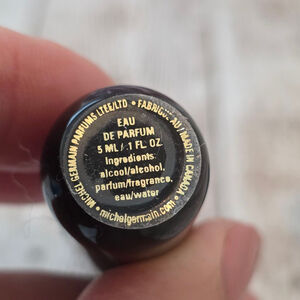 MICHEL GERMAIN PARFUMS LTEE/LTD • FABRIQUE AU / MADE IN CANADA •
michelgermain.com •
EAU
DE PARFUM
5 ML / .1 FL. OZ.
Ingredients:
alcool/alcohol,
parfum/fragrance,
eau/water